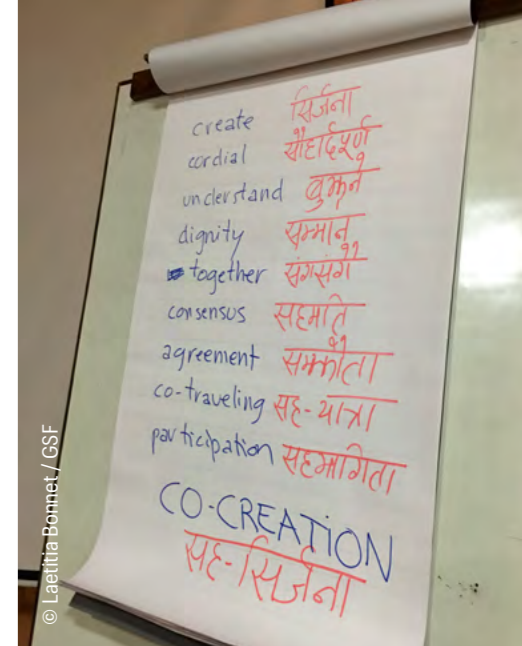 create सिर्जना
cordial सौहार्दपूर्ण
understand बुझ्नु
dignity सम्मान
together संगसंगै
consensus सहमति
agreement सम्झौता
co-traveling सह-यात्रा
participation सहभागिता
CO-CREATION
सह-सिर्जना
© Laetitia Bonnet / GSF